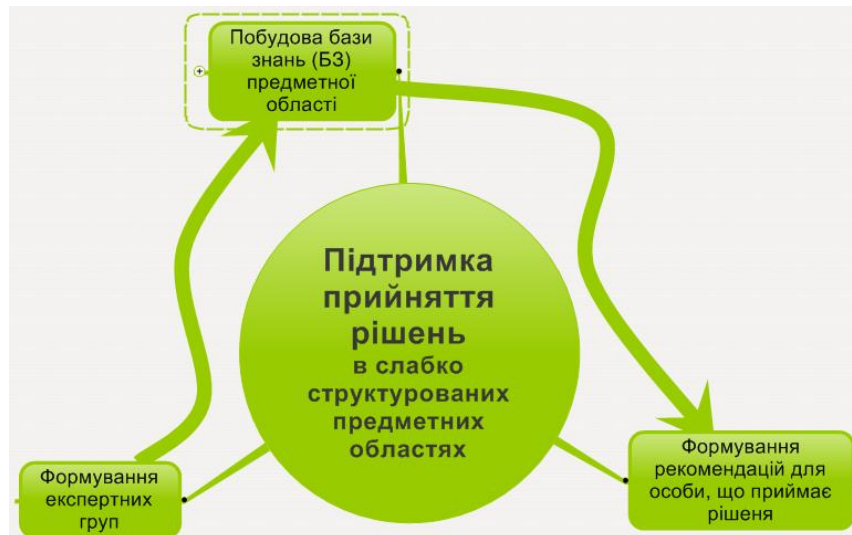 Побудова бази
знань (БЗ)
предметної
області
Підтримка
прийняття
рішень
в слабко
структурованих
предметних
областях
Формування
експертних
груп
Формування
рекомендацій для
особи, що приймає
рішеня